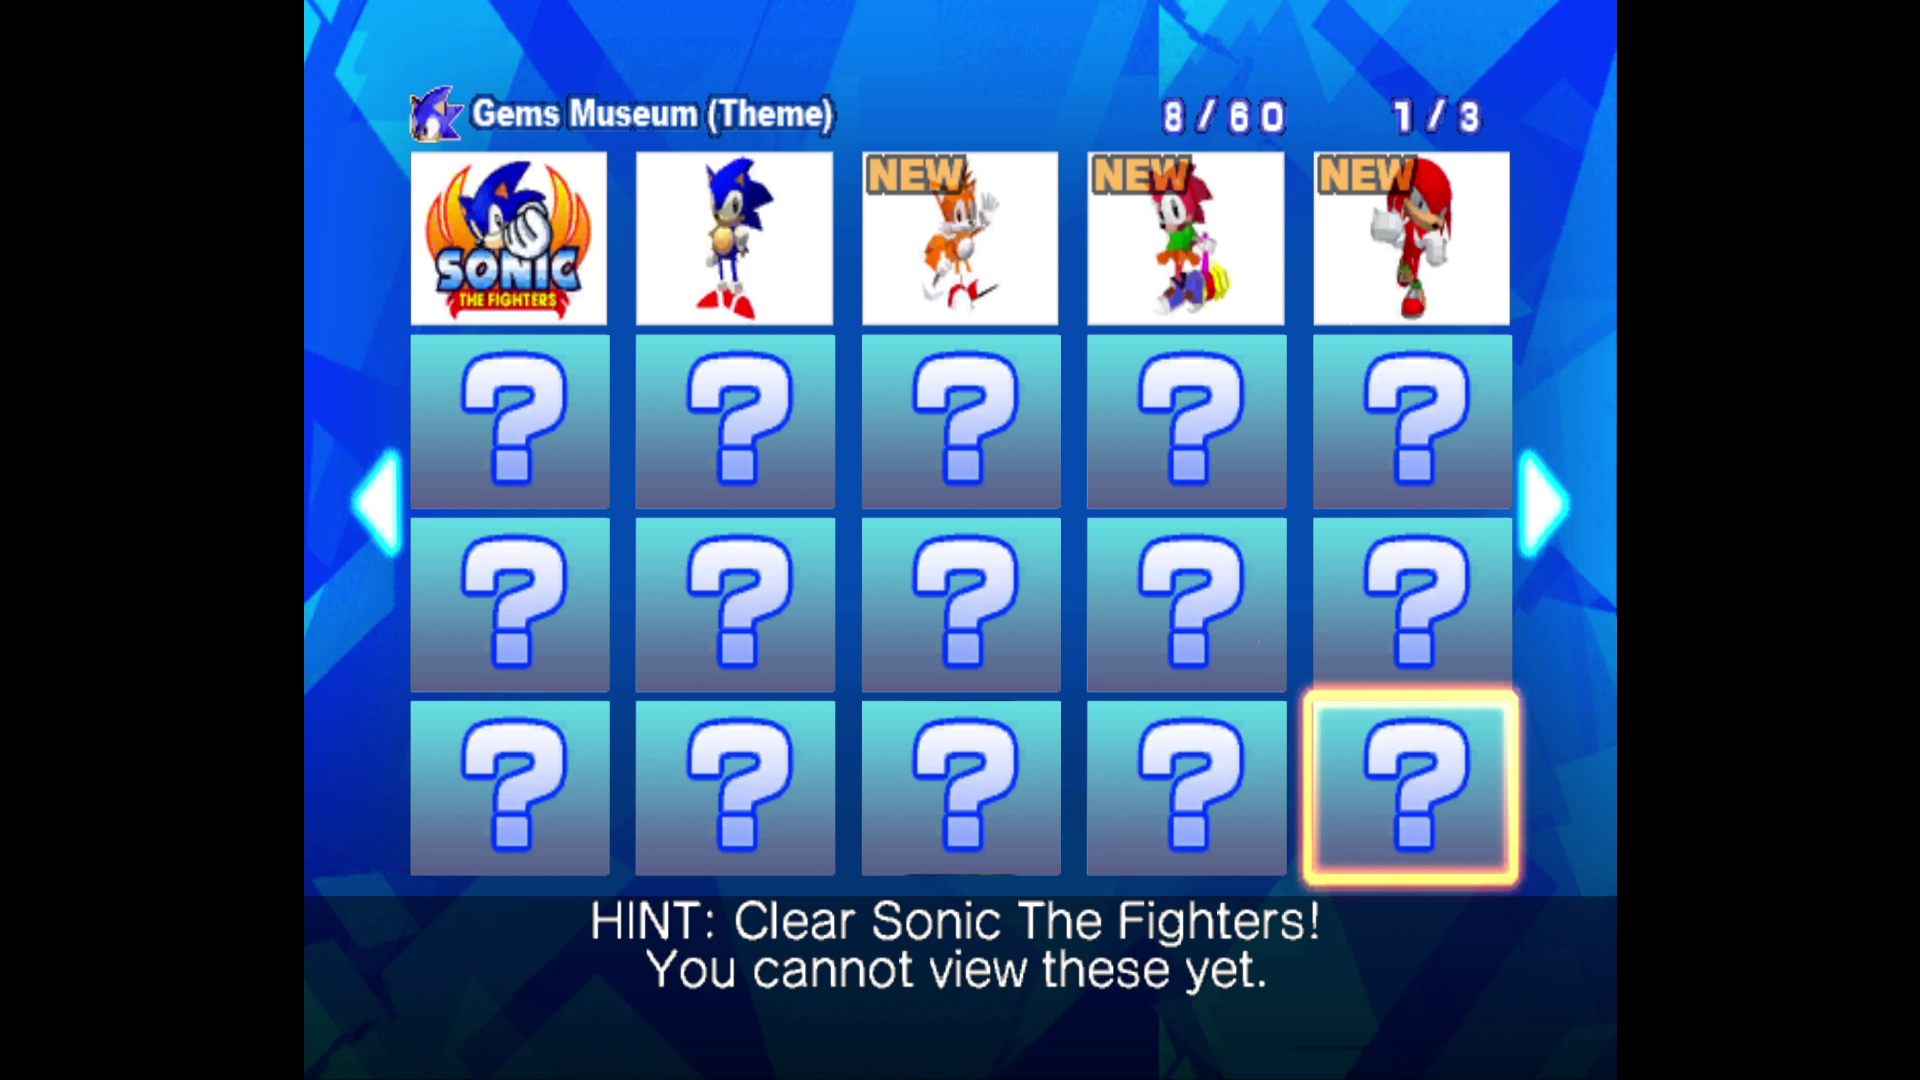 Gems Museum (Theme)
8 / 60
1 / 3
SONIC
THE FIGHTERS
NEW
NEW
NEW
? ? ? ? ?
? ? ? ? ?
? ? ? ? ?
HINT: Clear Sonic The Fighters!
You cannot view these yet.